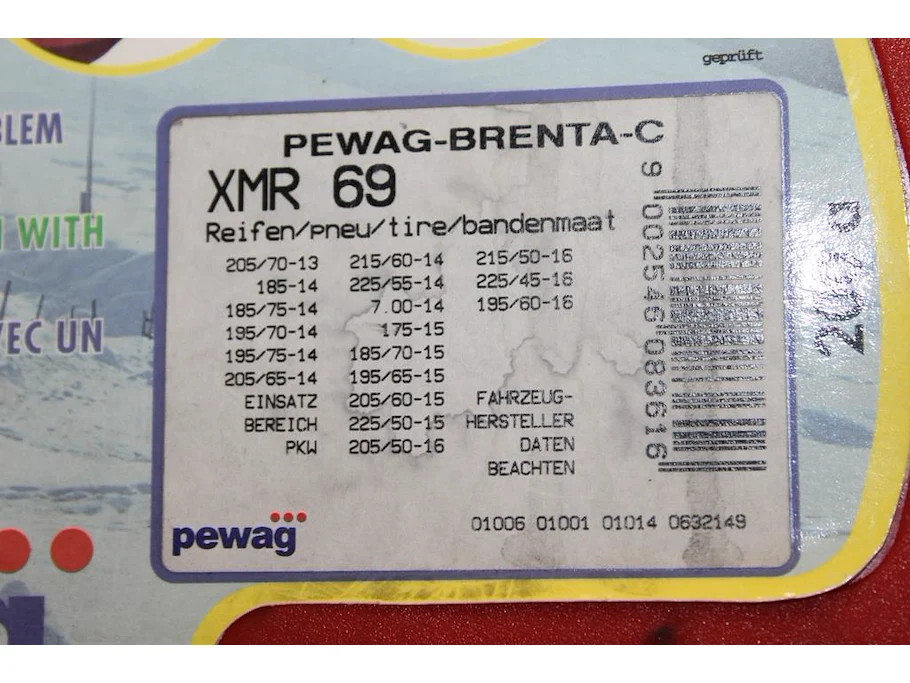 geprüft
BLEM
WITH
VEC UN
PEWAG-BRENTA-C
XMR 69
Reifen/pneu/tire/bandenmaat
205/70-13 215/60-14 215/50-16
185-14 225/55-14 225/45-16
185/75-14 7.00-14 195/60-16
195/70-14 175-15
195/75-14 185/70-15
205/65-14 195/65-15
EINSATZ 205/60-15 FAHRZEUG-
BEREICH 225/50-15 HERSTELLER
PKW 205/50-16 DATEN
BEACHTEN
pewag
01006 01001 01014 0632149
9 002546 083616
g